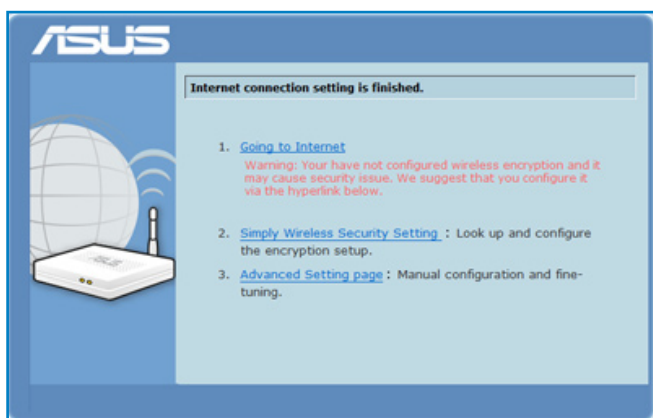 ASUS
Internet connection setting is finished.
1. Going to Internet
Warning: Your have not configured wireless encryption and it
may cause security issue. We suggest that you configure it
via the hyperlink below.
2. Simply Wireless Security Setting : Look up and configure
the encryption setup.
3. Advanced Setting page : Manual configuration and fine-
tuning.